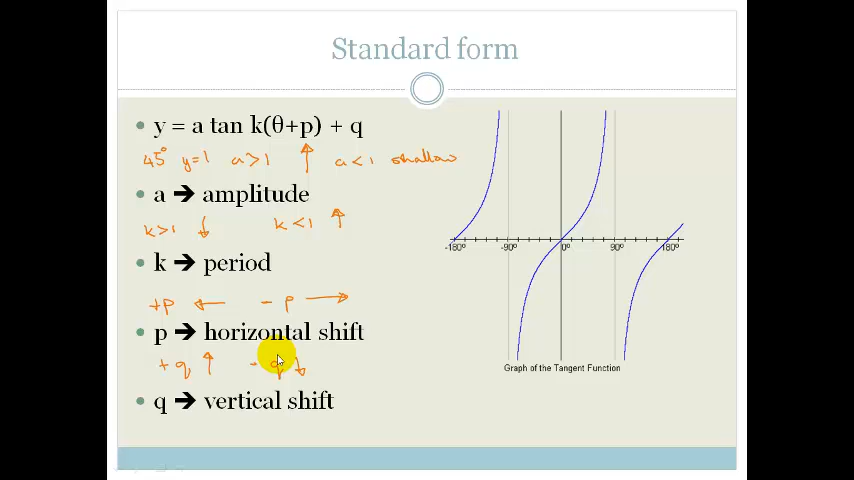 Standard form
• y = a tan k(θ+p) + q
45° y=1 a>1 ↑ a<1 shallow
• a → amplitude
k>1 ↓ k<1 ↑
• k → period
+p ← -p →
• p → horizontal shift
+q ↑ -q ↓
• q → vertical shift
-180° -90° 0° 90° 180°
Graph of the Tangent Function